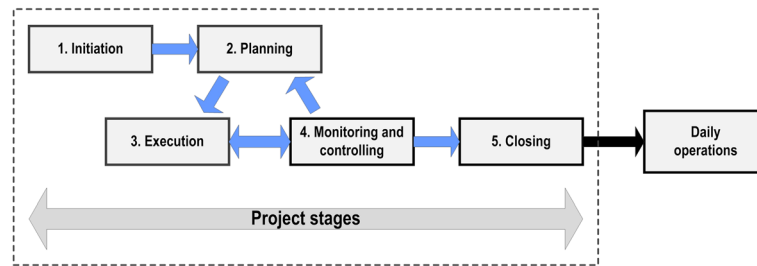 1. Initiation
2. Planning
3. Execution
4. Monitoring and
controlling
5. Closing
Daily
operations
Project stages